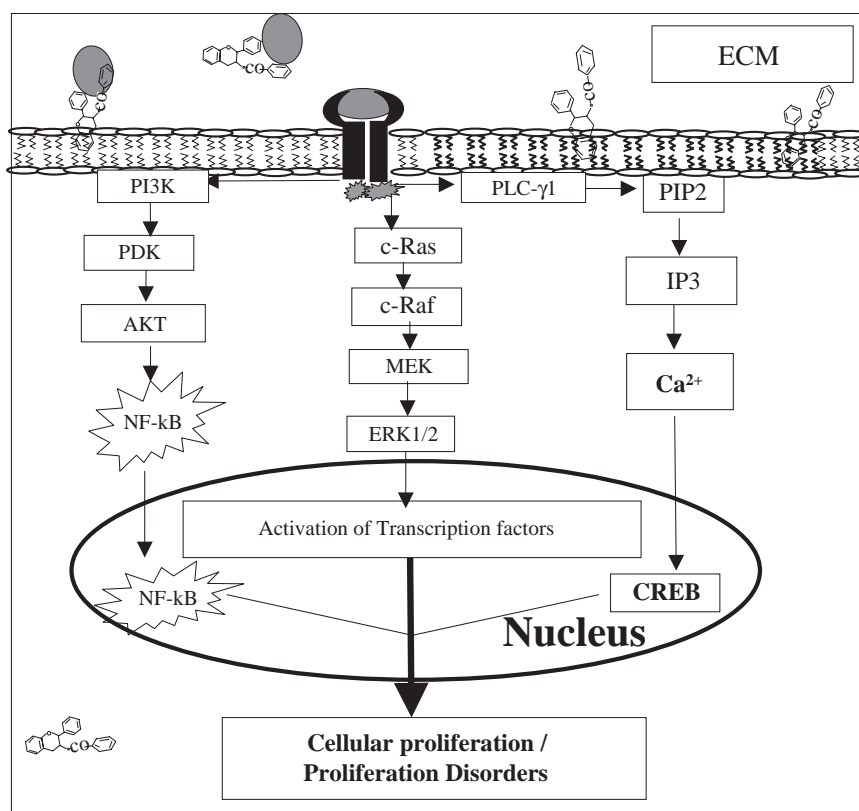 ECM
CO
CO
CO
CO
PI3K
PLC-γ1
PIP2
PDK
c-Ras
IP3
AKT
c-Raf
MEK
Ca²⁺
NF-kB
ERK1/2
Activation of Transcription factors
NF-kB
CREB
Nucleus
CO
Cellular proliferation /
Proliferation Disorders